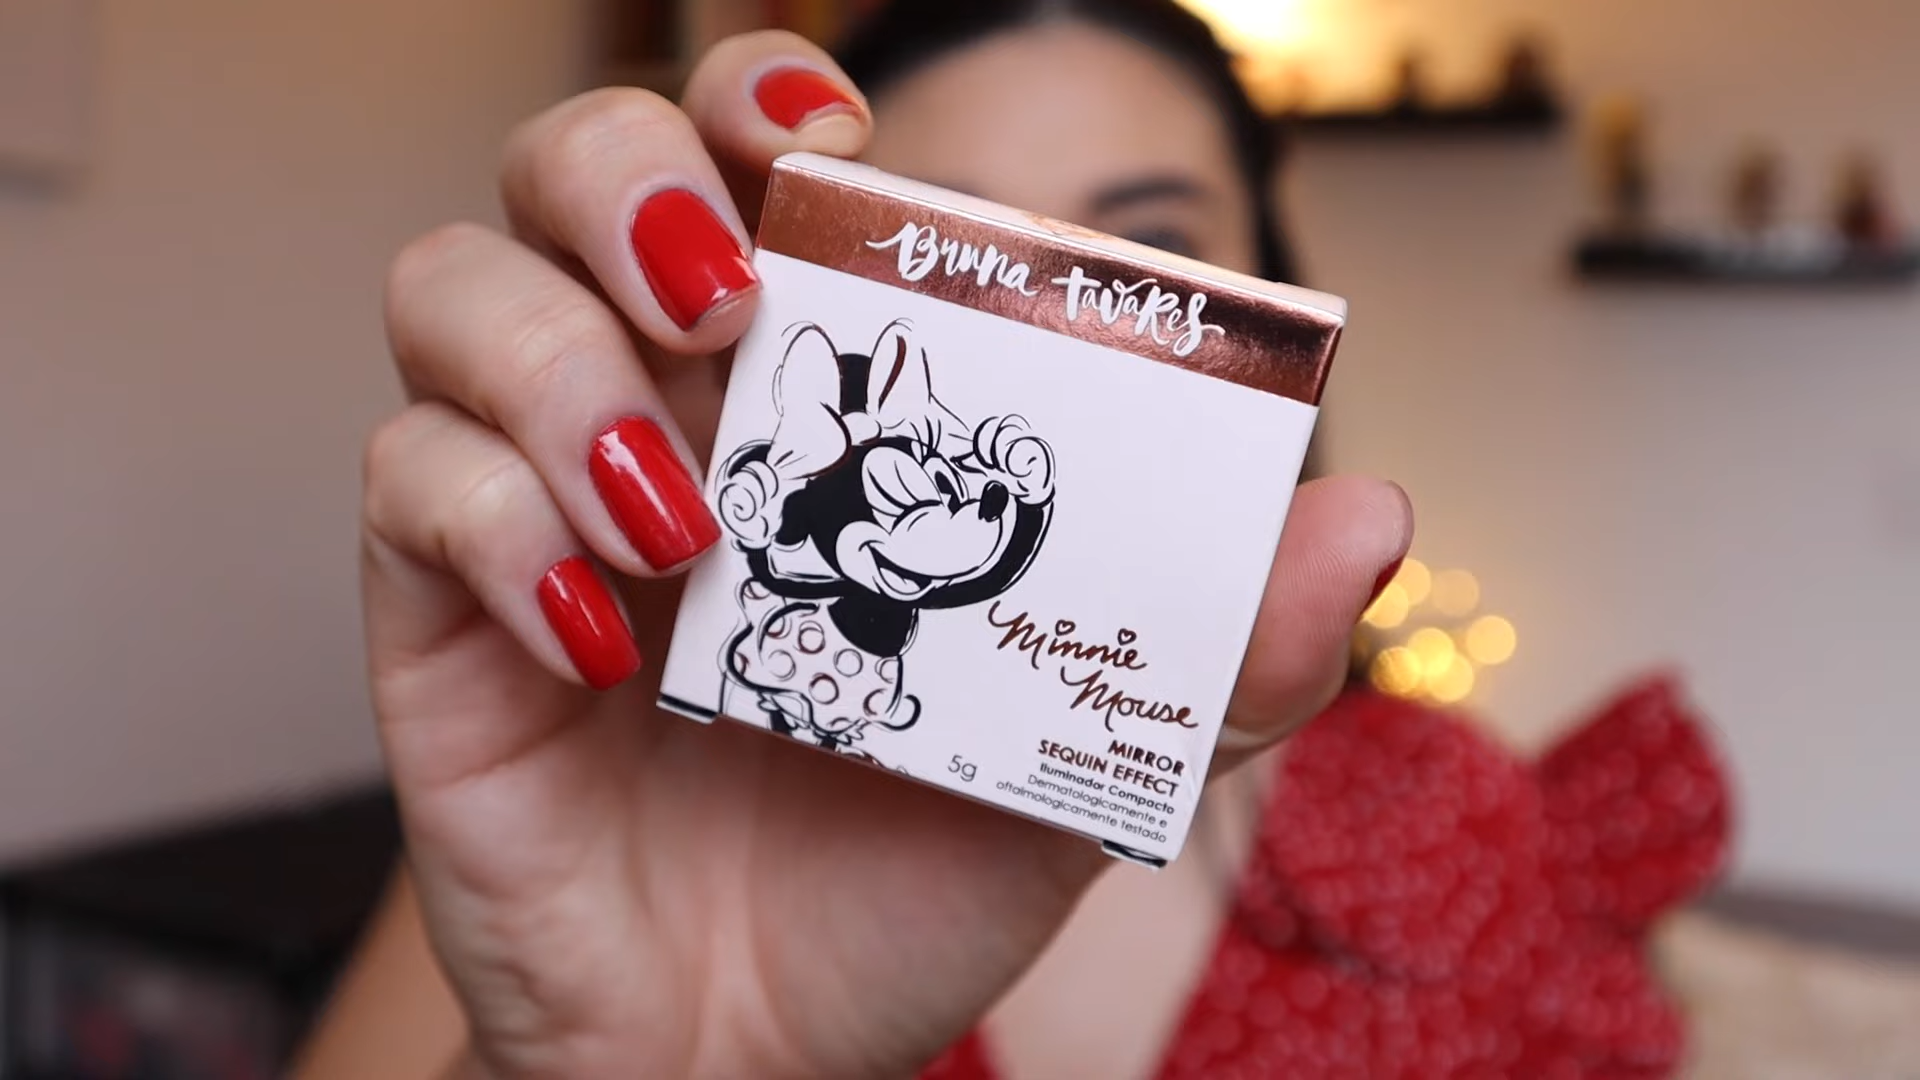 Bruna Tavares
Minnie
Mouse
MIRROR
SEQUIN EFFECT
Iluminador Compacto
Dermatologicamente e
oftalmologicamente testado
5g